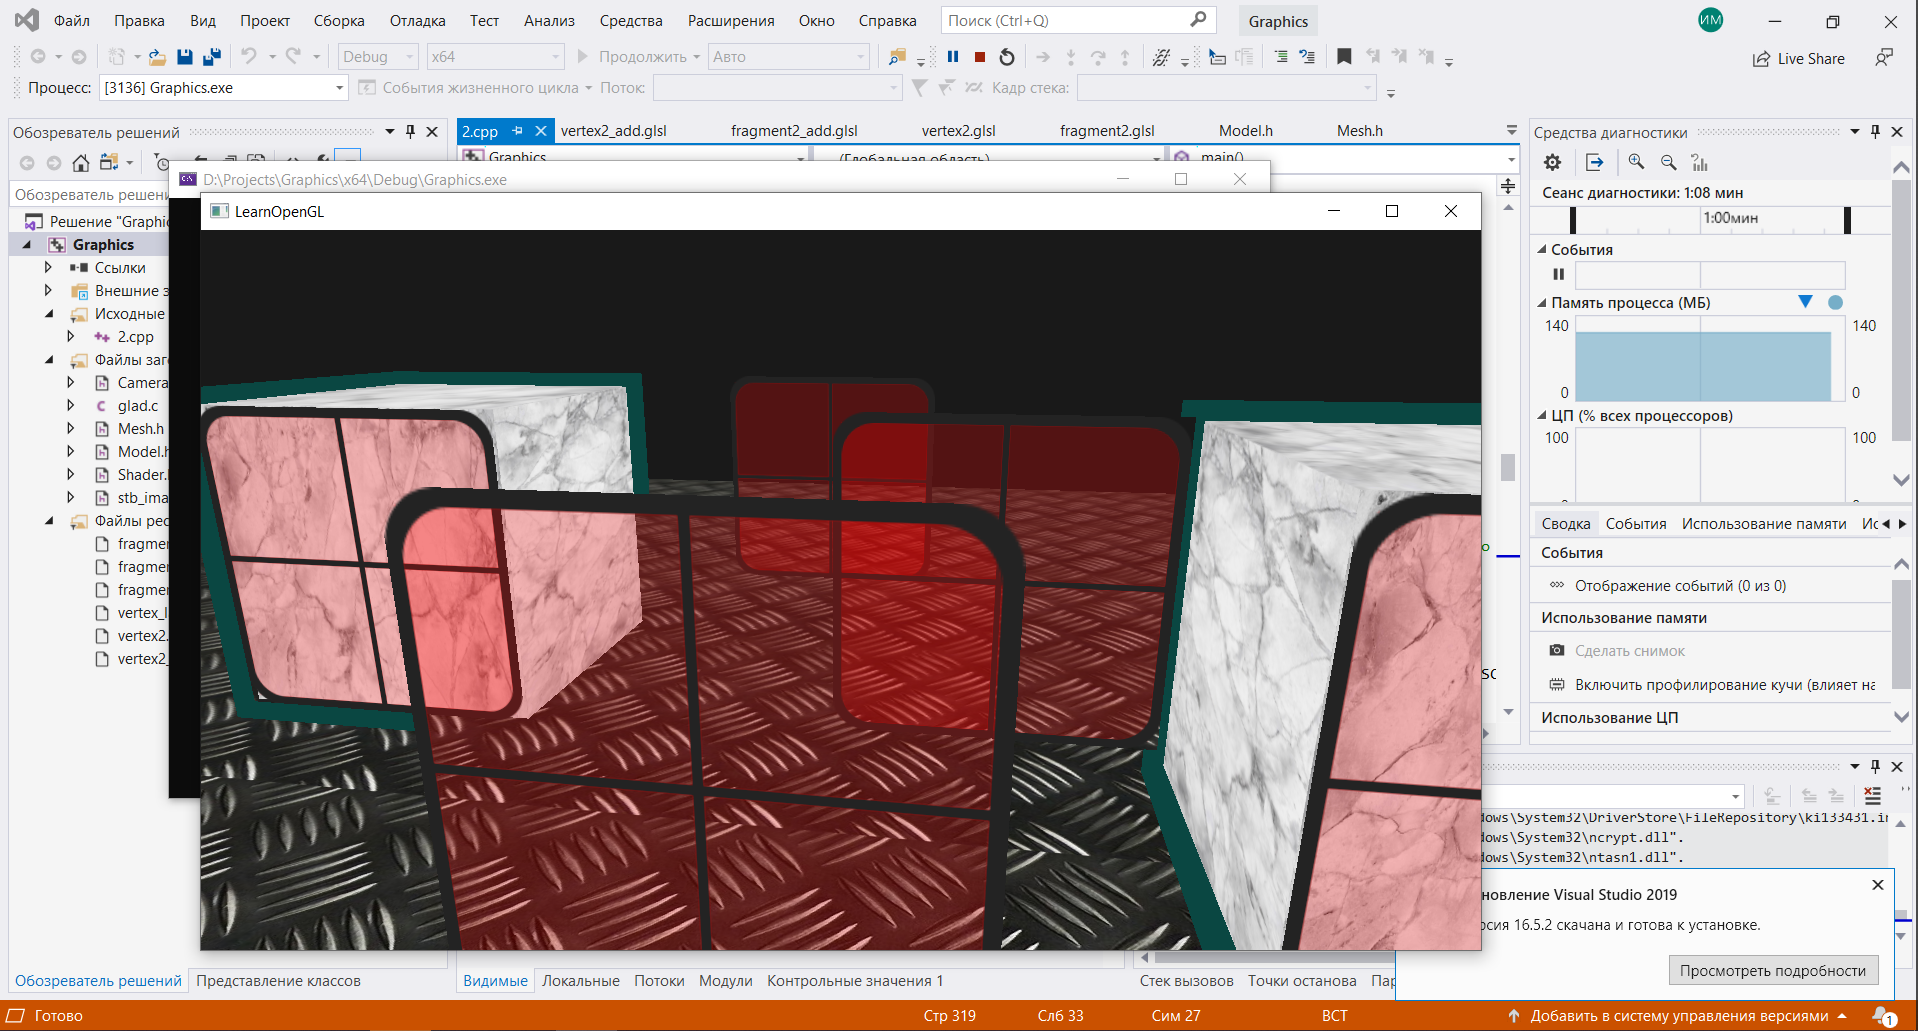 Файл Правка Вид Проект Сборка Отладка Тест Анализ Средства Расширения Окно Справка Поиск (Ctrl+Q) Graphics ИМ
Debug x64 Продолжить Авто Live Share
Процесс: [3136] Graphics.exe События жизненного цикла Поток: Кадр стека:
Обозреватель решений
2.cpp vertex2_add.glsl fragment2_add.glsl vertex2.glsl fragment2.glsl Model.h Mesh.h
Средства диагностики
Graphics (Глобальная область) main()
D:\Projects\Graphics\x64\Debug\Graphics.exe
LearnOpenGL
Обозреватель решени
Решение "Graphic
Graphics
Ссылки
Внешние з
Исходные
2.cpp
Файлы заг
Camera
glad.c
Mesh.h
Model.h
Shader.
stb_ima
Файлы рес
fragmer
fragmer
fragmer
vertex_l
vertex2.
vertex2_
Сеанс диагностики: 1:08 мин
1:00мин
События
Память процесса (МБ)
140 140
0 0
ЦП (% всех процессоров)
100 100
Сводка События Использование памяти Ис
События
Отображение событий (0 из 0)
Использование памяти
Сделать снимок
Включить профилирование кучи (влияет на
Использование ЦП
dows\System32\DriverStore\FileRepository\ki133431.in
dows\System32\ncrypt.dll".
dows\System32\ntasn1.dll".
новление Visual Studio 2019
рсия 16.5.2 скачана и готова к установке.
Просмотреть подробности
Обозреватель решений Представление классов
Видимые Локальные Потоки Модули Контрольные значения 1
Стек вызовов Точки останова Пар
Готово Стр 319 Слб 33 Сим 27 ВСТ Добавить в систему управления версиями 1